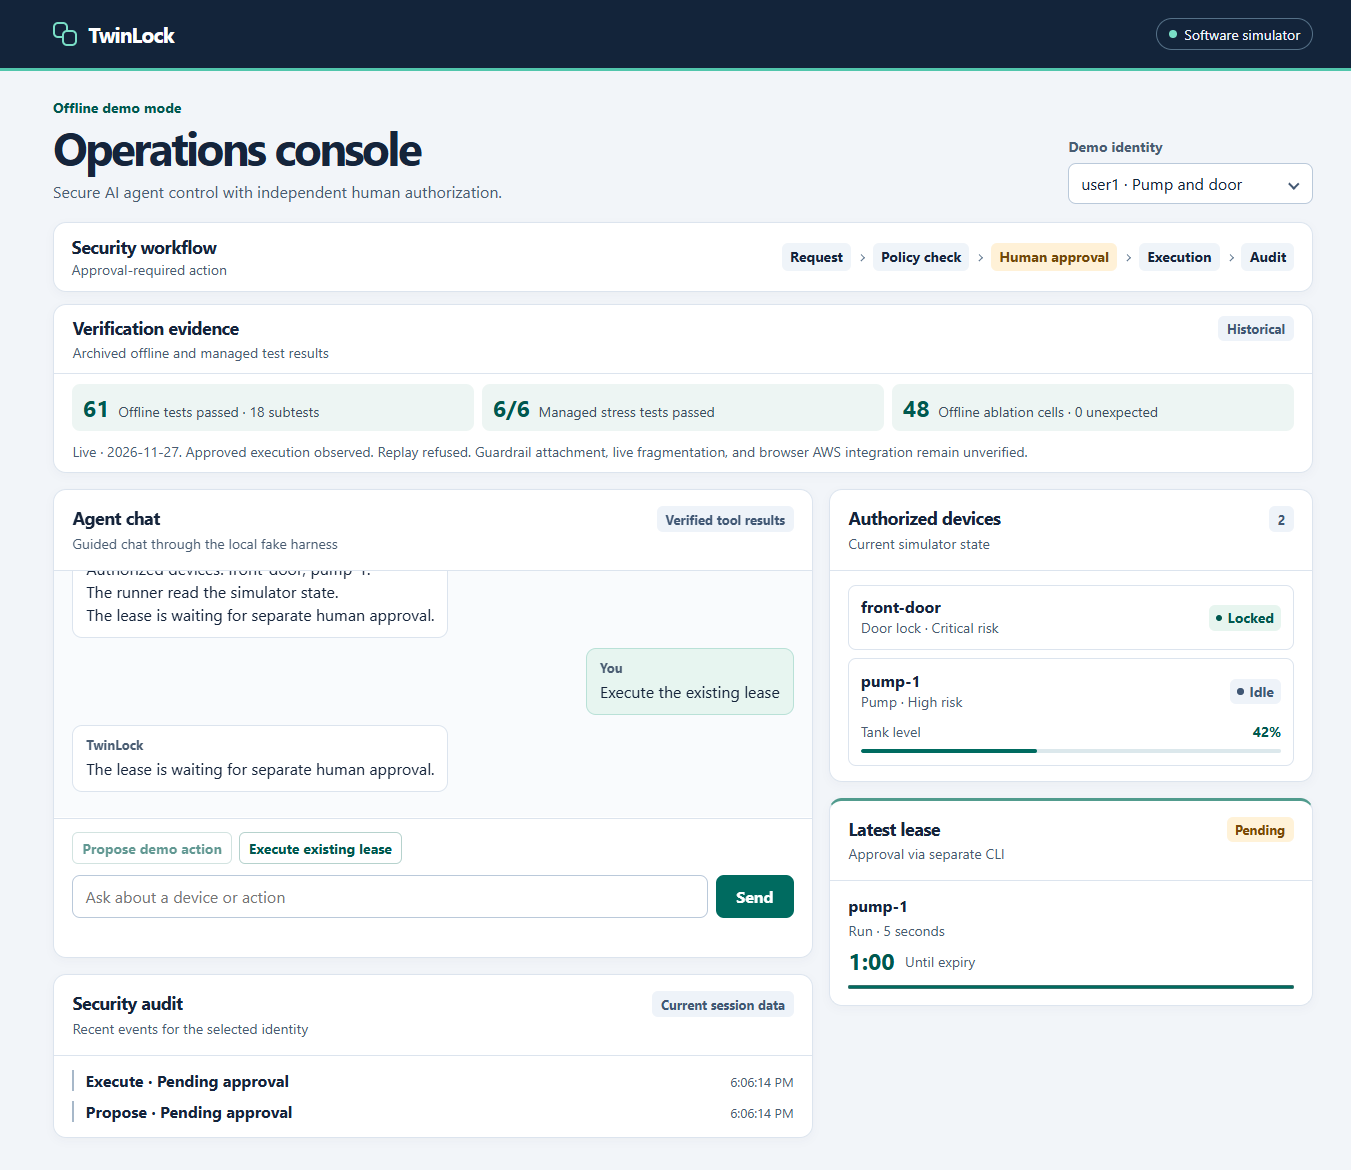 TwinLock
Software simulator
Offline demo mode
Operations console
Secure AI agent control with independent human authorization.
Demo identity
user1 · Pump and door
Security workflow
Approval-required action
Request › Policy check › Human approval › Execution › Audit
Verification evidence
Historical
Archived offline and managed test results
61 Offline tests passed · 18 subtests
6/6 Managed stress tests passed
48 Offline ablation cells · 0 unexpected
Live · 2026-11-27. Approved execution observed. Replay refused. Guardrail attachment, live fragmentation, and browser AWS integration remain unverified.
Agent chat
Verified tool results
Guided chat through the local fake harness
Authorized devices: front-door, pump-1.
The runner read the simulator state.
The lease is waiting for separate human approval.
You
Execute the existing lease
TwinLock
The lease is waiting for separate human approval.
Propose demo action
Execute existing lease
Ask about a device or action
Send
Security audit
Current session data
Recent events for the selected identity
Execute · Pending approval
6:06:14 PM
Propose · Pending approval
6:06:14 PM
Authorized devices
2
Current simulator state
front-door
Door lock · Critical risk
Locked
pump-1
Pump · High risk
Idle
Tank level
42%
Latest lease
Pending
Approval via separate CLI
pump-1
Run · 5 seconds
1:00 Until expiry